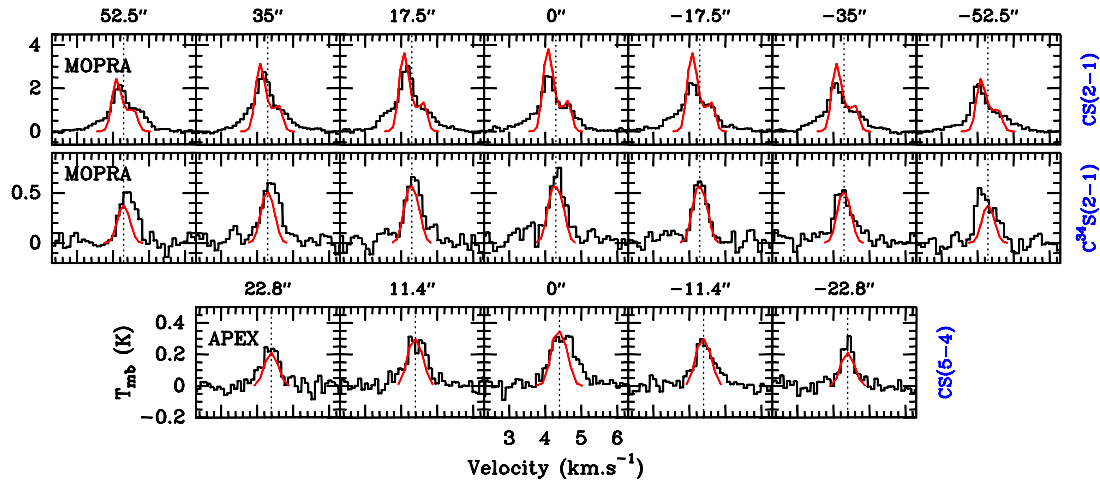 52.5″ 35″ 17.5″ 0″ −17.5″ −35″ −52.5″
4
MOPRA
2
0
CS(2−1)
MOPRA
0.5
0
C³⁴S(2−1)
22.8″ 11.4″ 0″ −11.4″ −22.8″
0.4
APEX
0.2
0
−0.2
T_mb (K)
CS(5−4)
3 4 5 6
Velocity (km.s⁻¹)